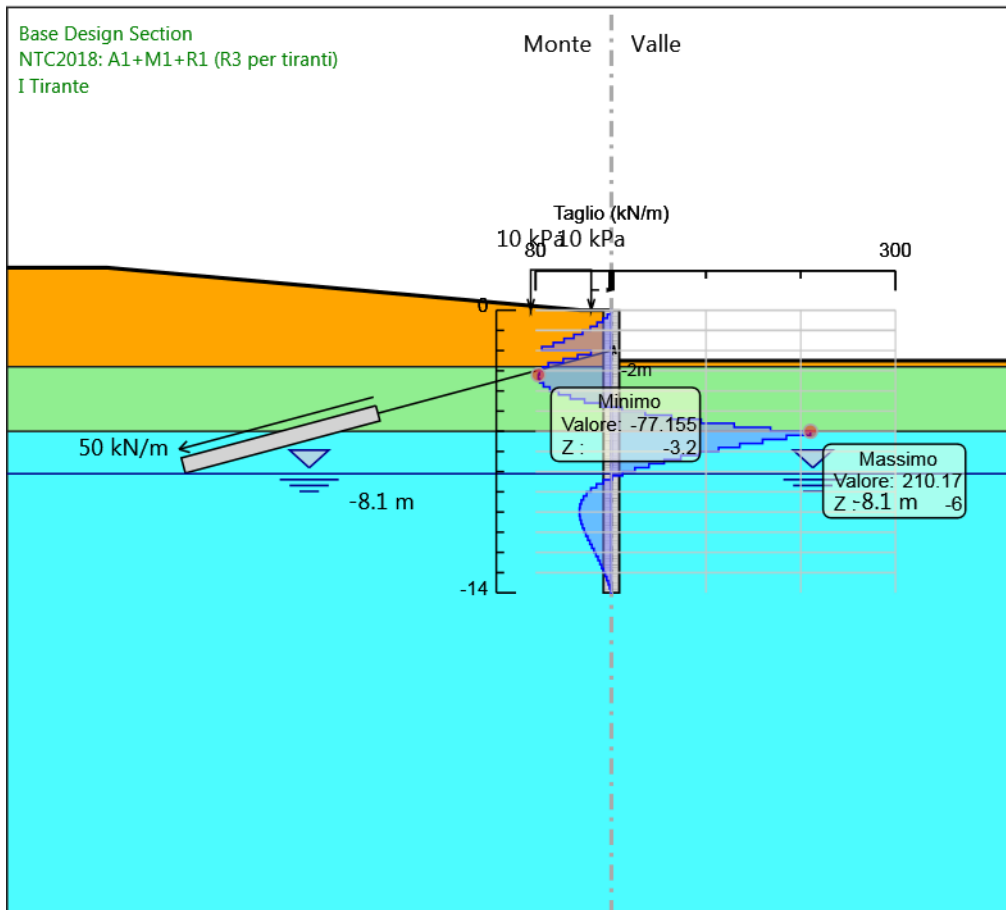 Base Design Section
NTC2018: A1+M1+R1 (R3 per tiranti)
I Tirante
Monte
Valle
Taglio (kN/m)
10 kPa
10 kPa
80
300
0
-2m
Minimo
Valore: -77.155
Z : -3.2
50 kN/m
Massimo
Valore: 210.17
Z : -6
-8.1 m
-8.1 m
-14